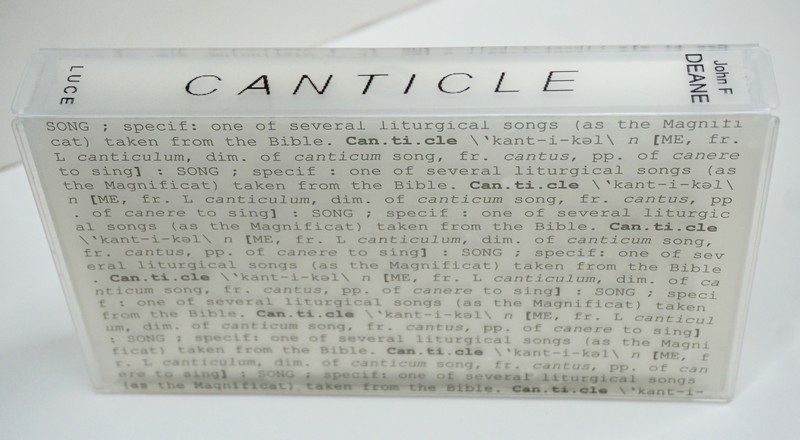 LUCE
CANTICLE
John F
DEANE
SONG ; specif: one of several liturgical songs (as the Magnifi
cat) taken from the Bible. Can.ti.cle \'kant-i-kəl\ n [ME, fr.
L canticulum, dim. of canticum song, fr. cantus, pp. of canere
to sing] : SONG ; specif : one of several liturgical songs (as
the Magnificat) taken from the Bible. Can.ti.cle \'kant-i-kəl\
n [ME, fr. L canticulum, dim. of canticum song, fr. cantus, pp
. of canere to sing] : SONG ; specif : one of several liturgic
al songs (as the Magnificat) taken from the Bible. Can.ti.cle
\'kant-i-kəl\ n [ME, fr. L canticulum, dim. of canticum song,
fr. cantus, pp. of canere to sing] : SONG ; specif: one of sev
eral liturgical songs (as the Magnificat) taken from the Bible
. Can.ti.cle \'kant-i-kəl\ n [ME, fr. L canticulum, dim. of ca
nticum song, fr. cantus, pp. of canere to sing] : SONG ; speci
f : one of several liturgical songs (as the Magnificat) taken
from the Bible. Can.ti.cle \'kant-i-kəl\ n [ME, fr. L canticul
um, dim. of canticum song, fr. cantus, pp. of canere to sing]
: SONG ; specif: one of several liturgical songs (as the Magni
ficat) taken from the Bible. Can.ti.cle \'kant-i-kəl\ n [ME, f
r. L canticulum, dim. of canticum song, fr. cantus, pp. of can
ere to sing] : SONG ; specif: one of several liturgical songs
(as the Magnificat) taken from the Bible. Can.ti.cle \'kant-i-